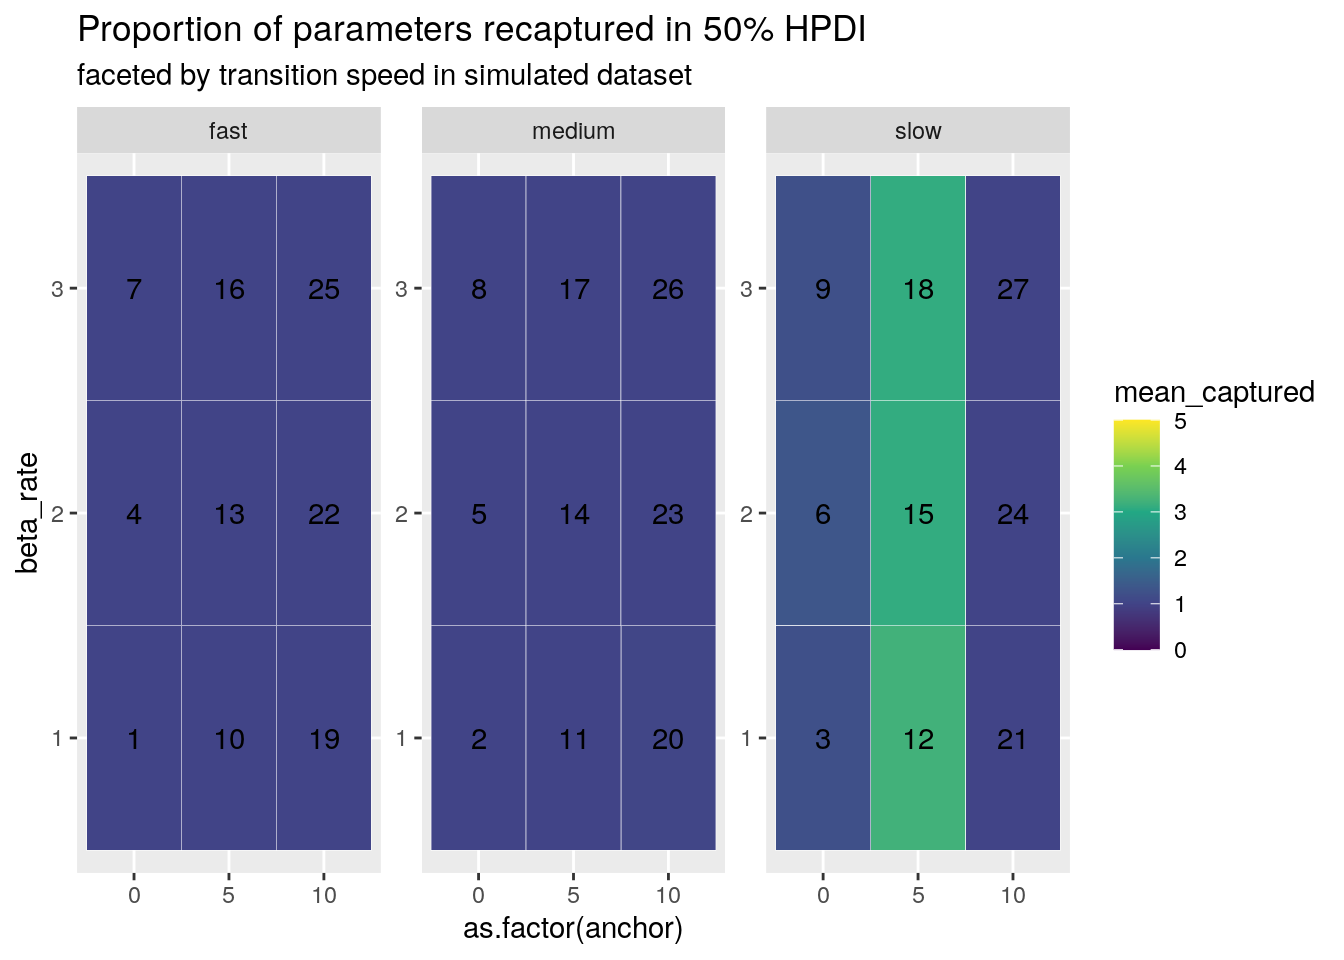 Proportion of parameters recaptured in 50% HPDI
faceted by transition speed in simulated dataset
fast medium slow
3 7 16 25 3 8 17 26 3 9 18 27
2 4 13 22 2 5 14 23 2 6 15 24
1 1 10 19 1 2 11 20 1 3 12 21
0 5 10 0 5 10 0 5 10
as.factor(anchor)
beta_rate
mean_captured
5
4
3
2
1
0